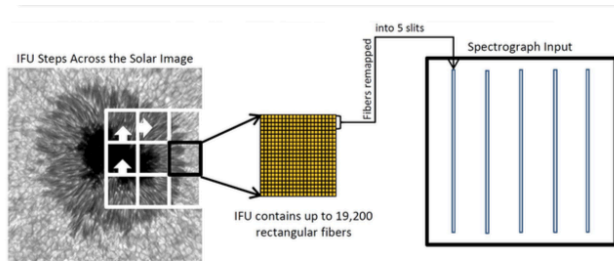 IFU Steps Across the Solar Image
into 5 slits
Spectrograph Input
Fibers remapped
IFU contains up to 19,200
rectangular fibers